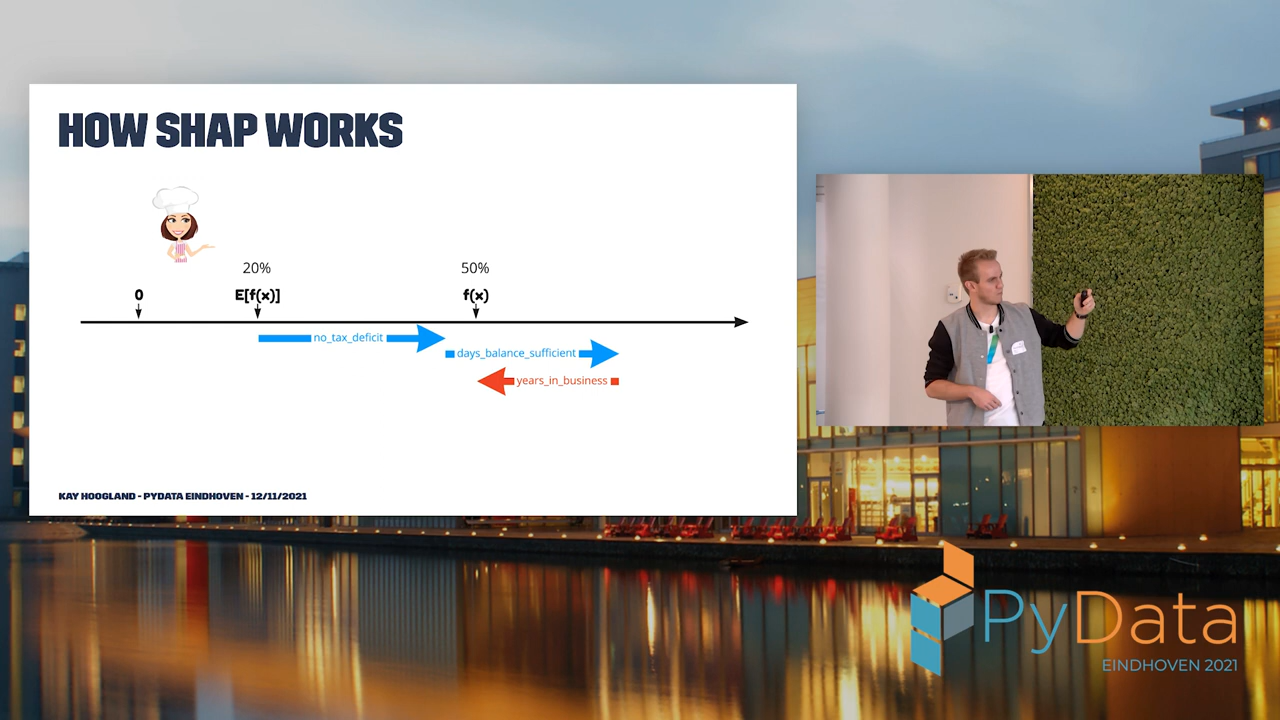 HOW SHAP WORKS
20%
50%
0
E[f(x)]
f(x)
no_tax_deficit
days_balance_sufficient
years_in_business
KAY HOOGLAND - PYDATA EINDHOVEN - 12/11/2021
PyData
EINDHOVEN 2021